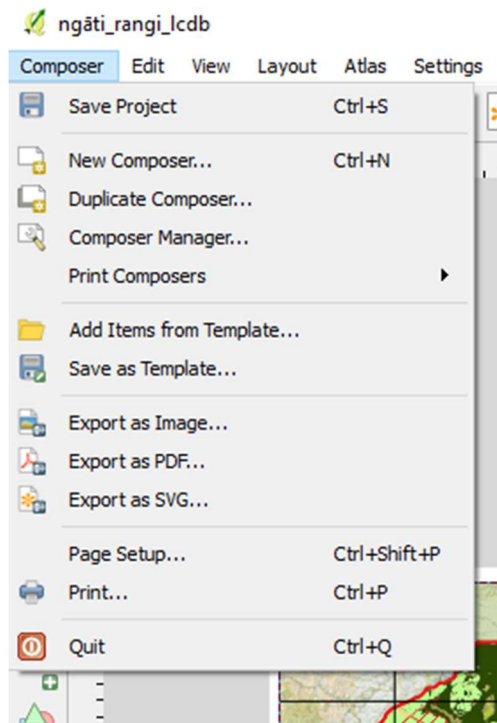 ngāti_rangi_lcdb
Composer Edit View Layout Atlas Settings
Save Project Ctrl+S
New Composer... Ctrl+N
Duplicate Composer...
Composer Manager...
Print Composers
Add Items from Template...
Save as Template...
Export as Image...
Export as PDF...
Export as SVG...
Page Setup... Ctrl+Shift+P
Print... Ctrl+P
Quit Ctrl+Q